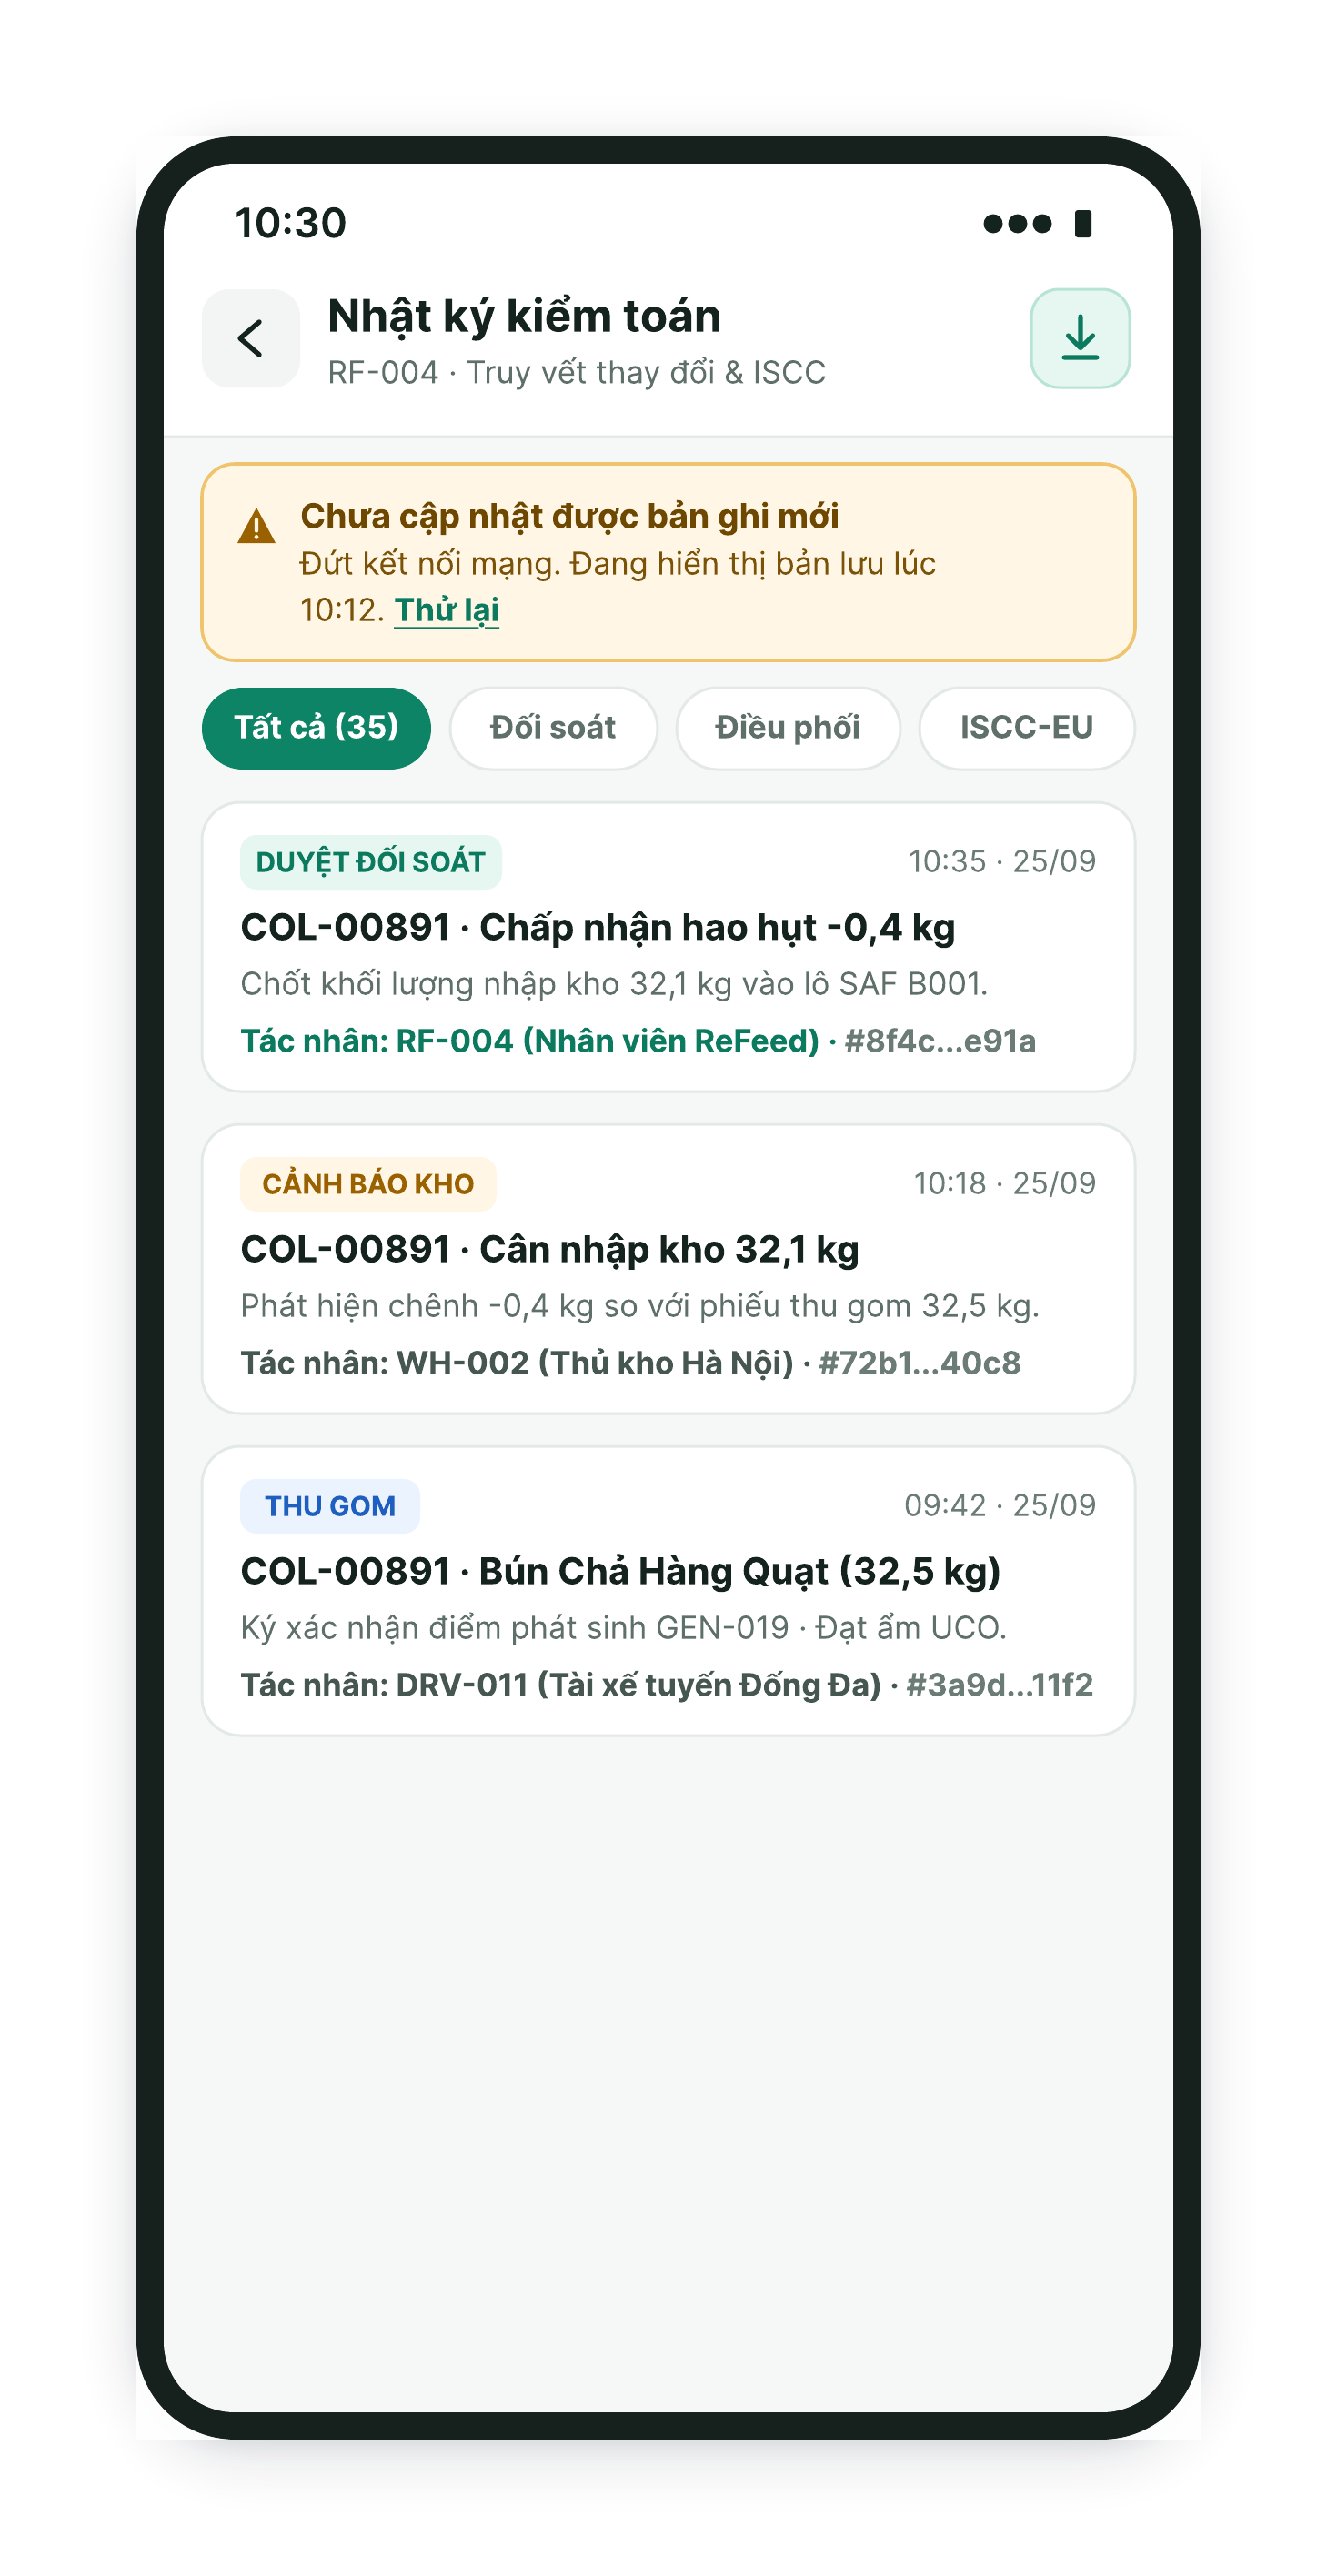 10:30
Nhật ký kiểm toán
RF-004 · Truy vết thay đổi & ISCC
Chưa cập nhật được bản ghi mới
Đứt kết nối mạng. Đang hiển thị bản lưu lúc
10:12. Thử lại
Tất cả (35)
Đối soát
Điều phối
ISCC-EU
DUYỆT ĐỐI SOÁT
10:35 · 25/09
COL-00891 · Chấp nhận hao hụt -0,4 kg
Chốt khối lượng nhập kho 32,1 kg vào lô SAF B001.
Tác nhân: RF-004 (Nhân viên ReFeed) · #8f4c...e91a
CẢNH BÁO KHO
10:18 · 25/09
COL-00891 · Cân nhập kho 32,1 kg
Phát hiện chênh -0,4 kg so với phiếu thu gom 32,5 kg.
Tác nhân: WH-002 (Thủ kho Hà Nội) · #72b1...40c8
THU GOM
09:42 · 25/09
COL-00891 · Bún Chả Hàng Quạt (32,5 kg)
Ký xác nhận điểm phát sinh GEN-019 · Đạt ẩm UCO.
Tác nhân: DRV-011 (Tài xế tuyến Đống Đa) · #3a9d...11f2